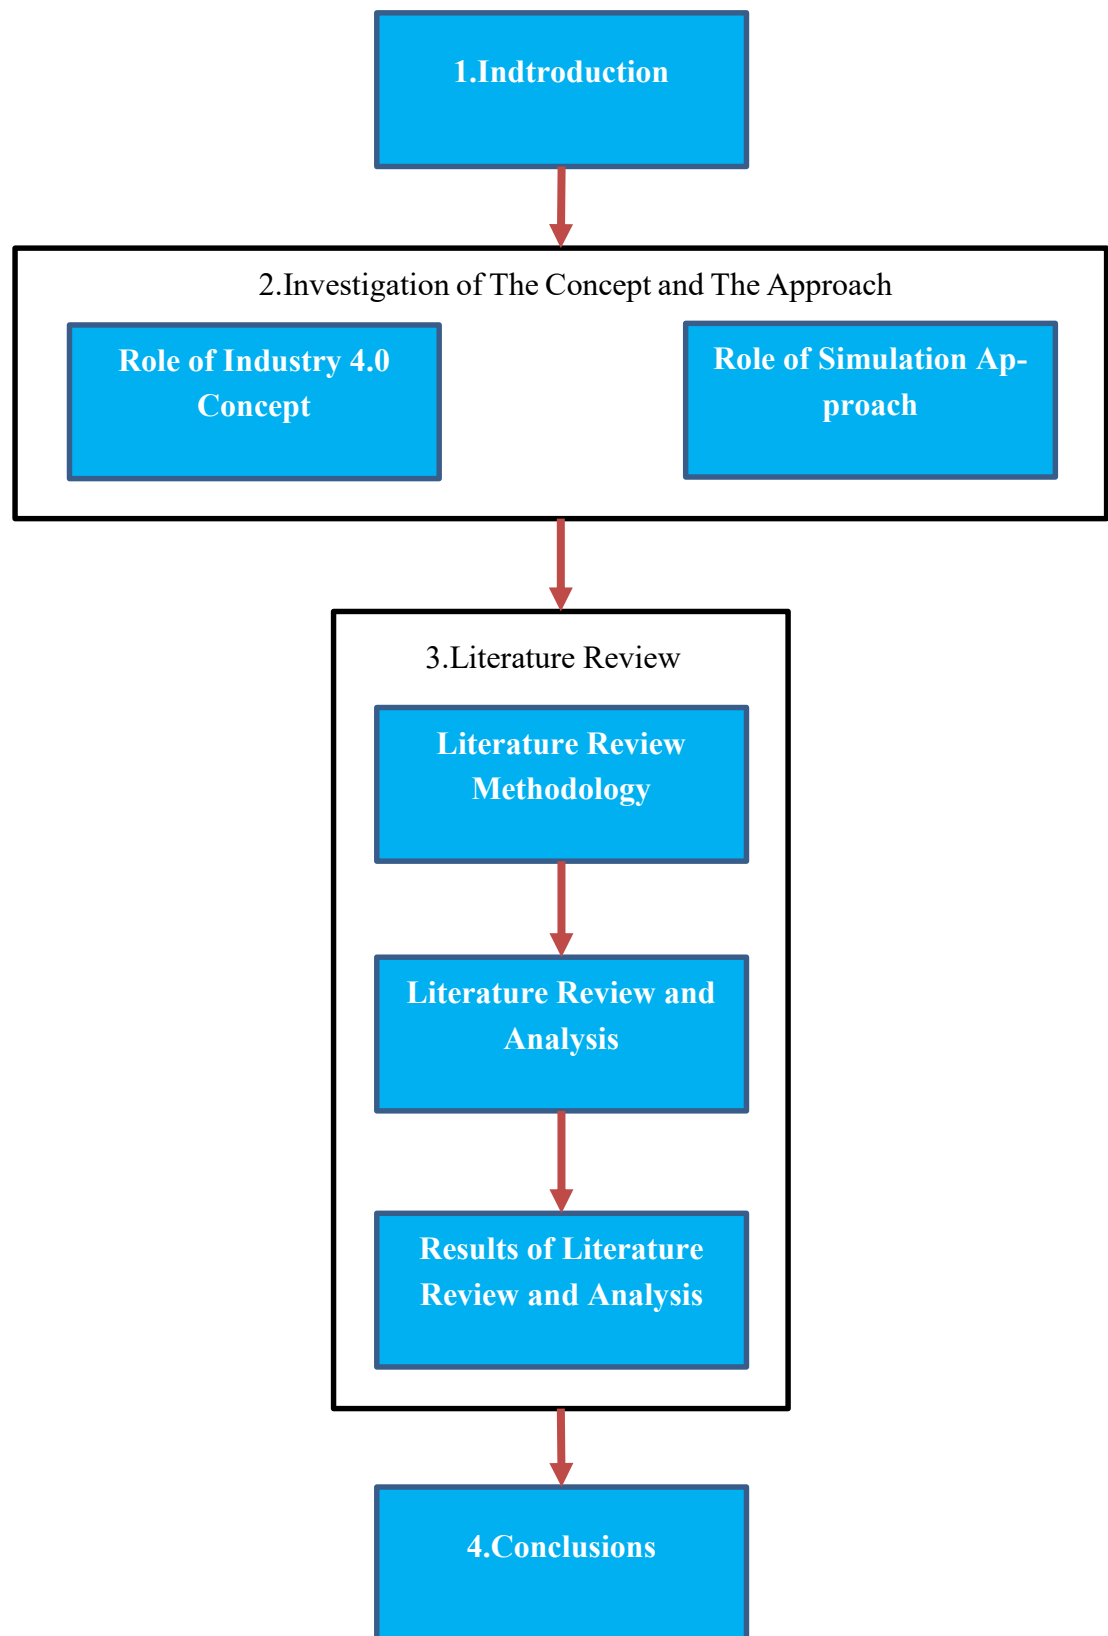 1.Indtroduction
2.Investigation of The Concept and The Approach
Role of Industry 4.0
Concept
Role of Simulation Ap-
proach
3.Literature Review
Literature Review
Methodology
Literature Review and
Analysis
Results of Literature
Review and Analysis
4.Conclusions